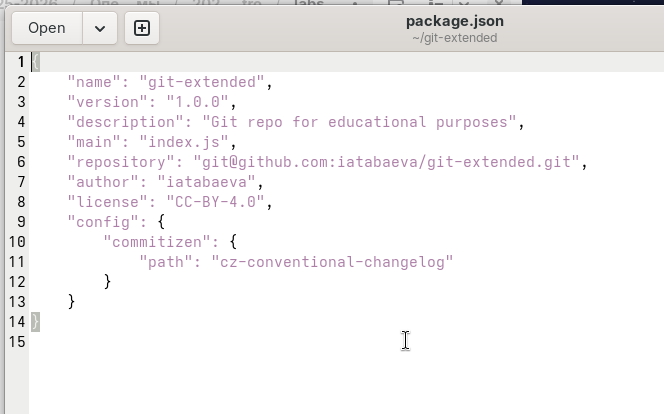 Open
package.json
~/git-extended
1 {
2 "name": "git-extended",
3 "version": "1.0.0",
4 "description": "Git repo for educational purposes",
5 "main": "index.js",
6 "repository": "git@github.com:iatabaeva/git-extended.git",
7 "author": "iatabaeva",
8 "license": "CC-BY-4.0",
9 "config": {
10 "commitizen": {
11 "path": "cz-conventional-changelog"
12 }
13 }
14 }
15